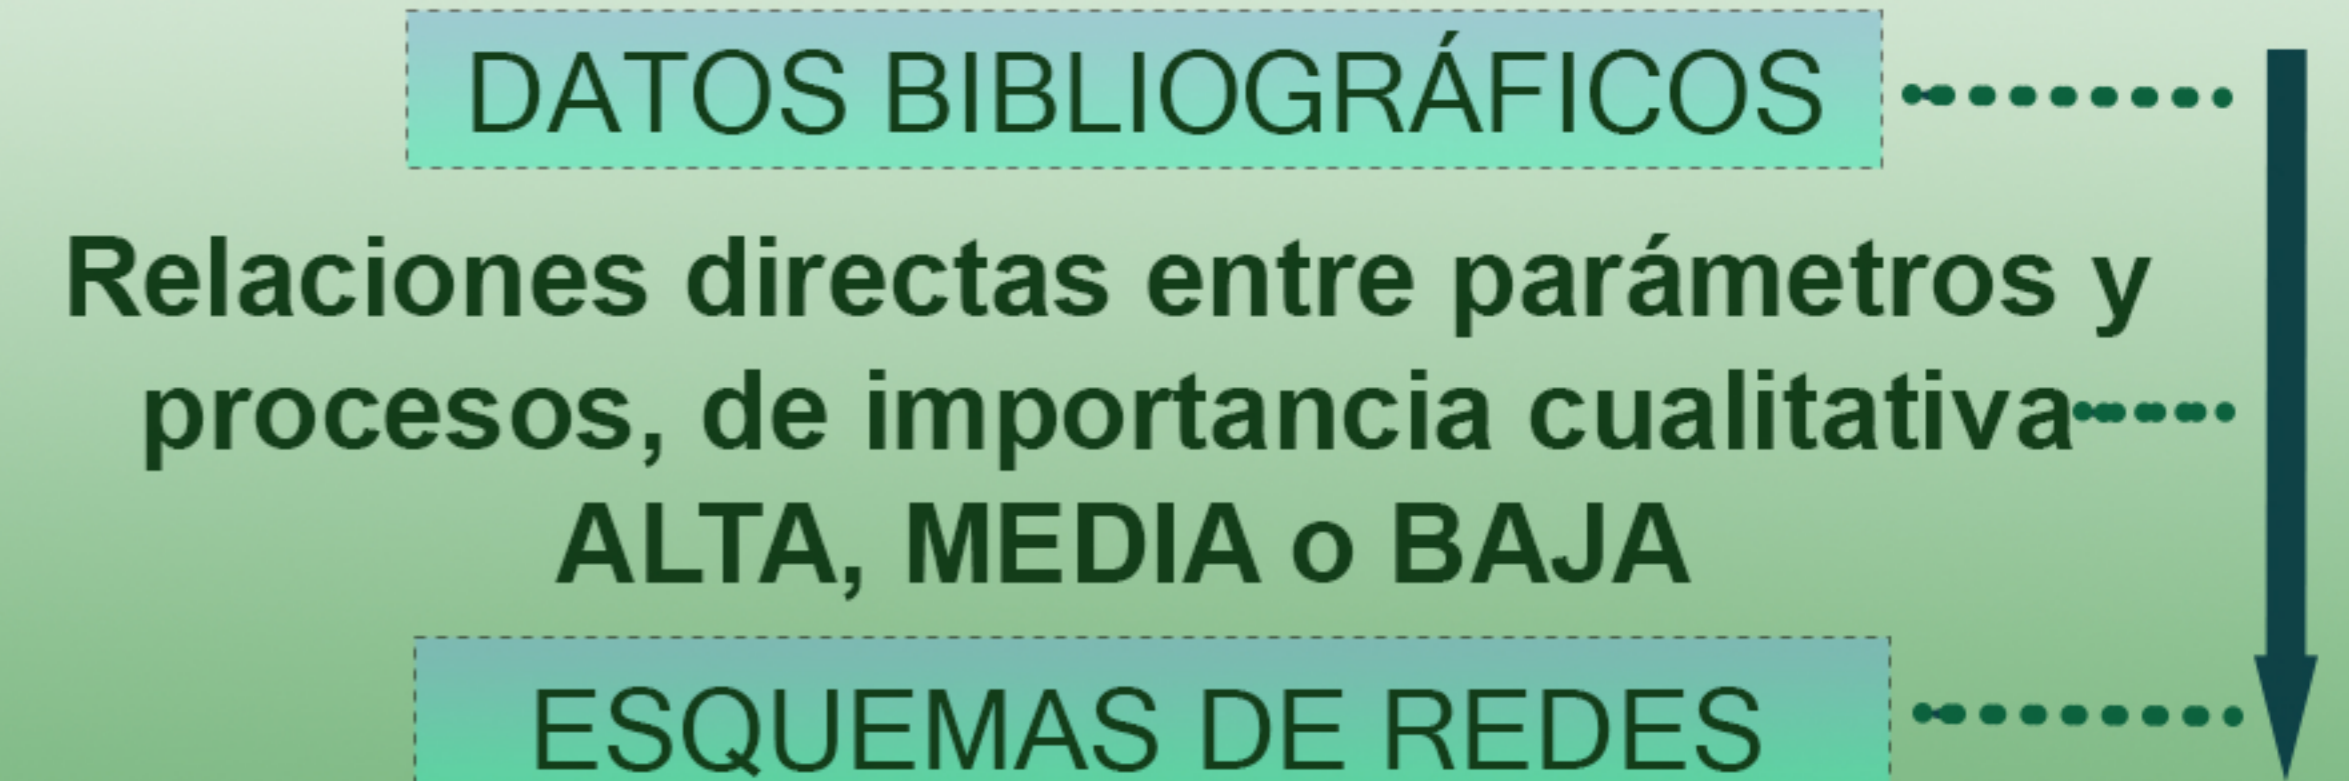 DATOS BIBLIOGRÁFICOS
Relaciones directas entre parámetros y
procesos, de importancia cualitativa
ALTA, MEDIA o BAJA
ESQUEMAS DE REDES